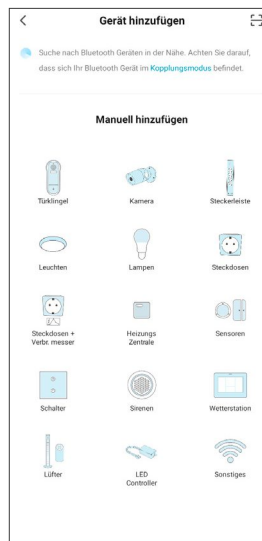 Gerät hinzufügen
Suche nach Bluetooth Geräten in der Nähe. Achten Sie darauf,
dass sich Ihr Bluetooth Gerät im Kopplungsmodus befindet.
Manuell hinzufügen
Türklingel
Kamera
Steckerleiste
Leuchten
Lampen
Steckdosen
Steckdosen +
Verbr. messer
Heizungs
Zentrale
Sensoren
Schalter
Sirenen
Wetterstation
Lüfter
LED
Controller
Sonstiges